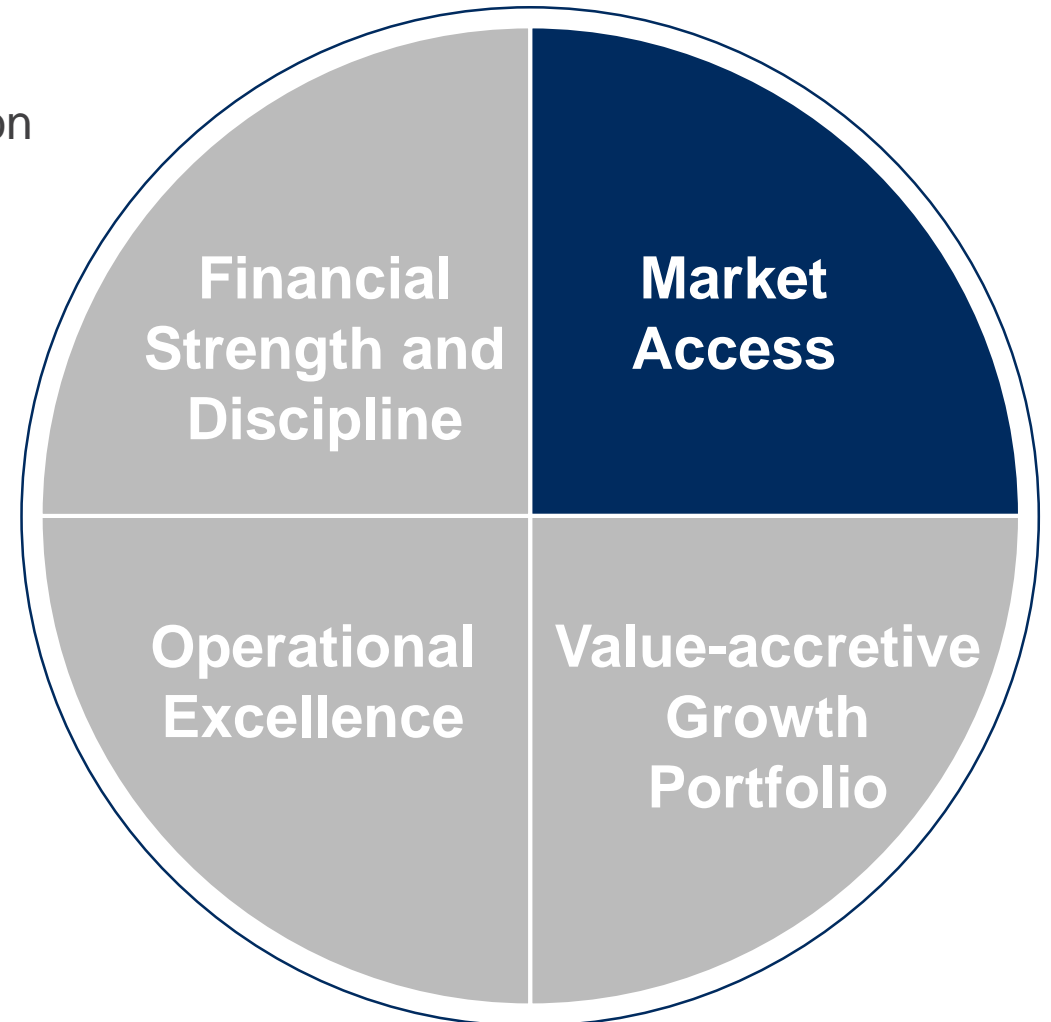 on
Financial
Strength and
Discipline
Market
Access
Operational
Excellence
Value-accretive
Growth
Portfolio